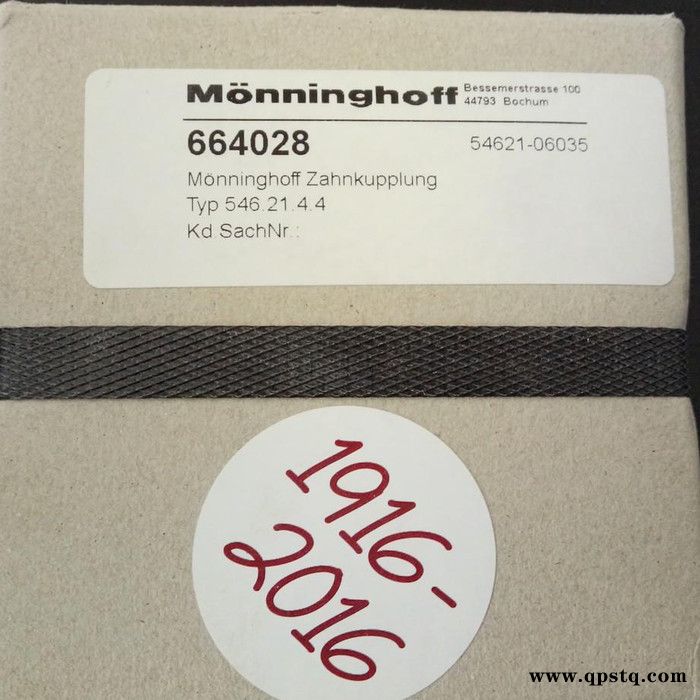 Mönninghoff
Bessemerstrasse 100
44793 Bochum
664028
54621-06035
Mönninghoff Zahnkupplung
Typ 546.21.4.4
Kd SachNr.:
1916-
2016
www.qpstq.com